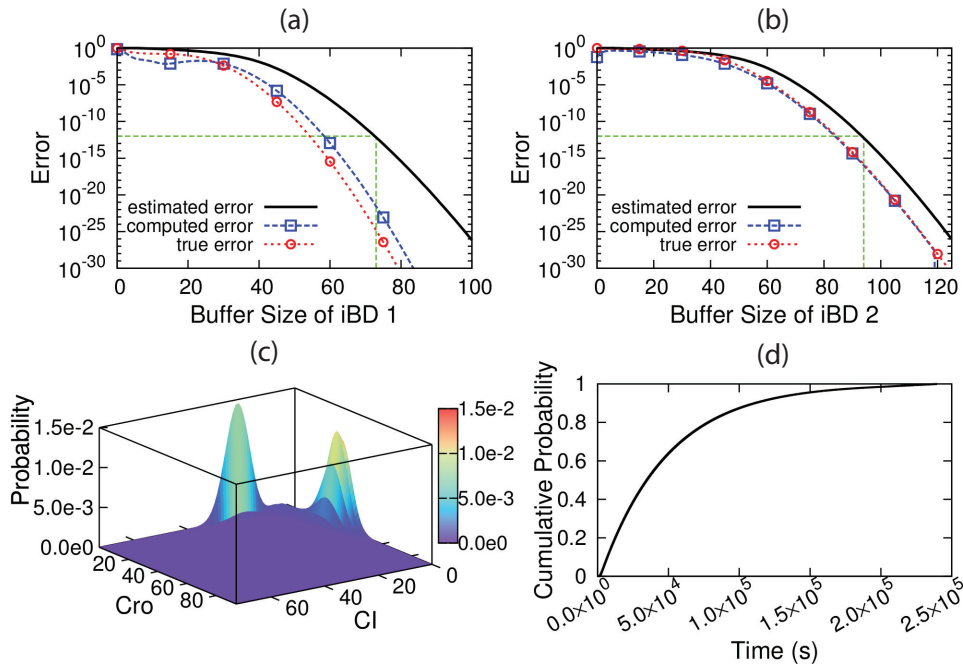 (a)
10^0
10^-5
10^-10
10^-15
10^-20
10^-25
10^-30
Error
estimated error
computed error
true error
0 20 40 60 80 100
Buffer Size of iBD 1
(b)
10^0
10^-5
10^-10
10^-15
10^-20
10^-25
10^-30
Error
estimated error
computed error
true error
0 20 40 60 80 100 120
Buffer Size of iBD 2
(c)
Probability
1.5e-2
1.0e-2
5.0e-3
0.0e0
20 40 60 80
Cro
60 40 20 0
CI
1.5e-2
1.0e-2
5.0e-3
0.0e0
(d)
Cumulative Probability
1
0.8
0.6
0.4
0.2
0
0.0×10^0 5.0×10^4 1.0×10^5 1.5×10^5 2.0×10^5 2.5×10^5
Time (s)